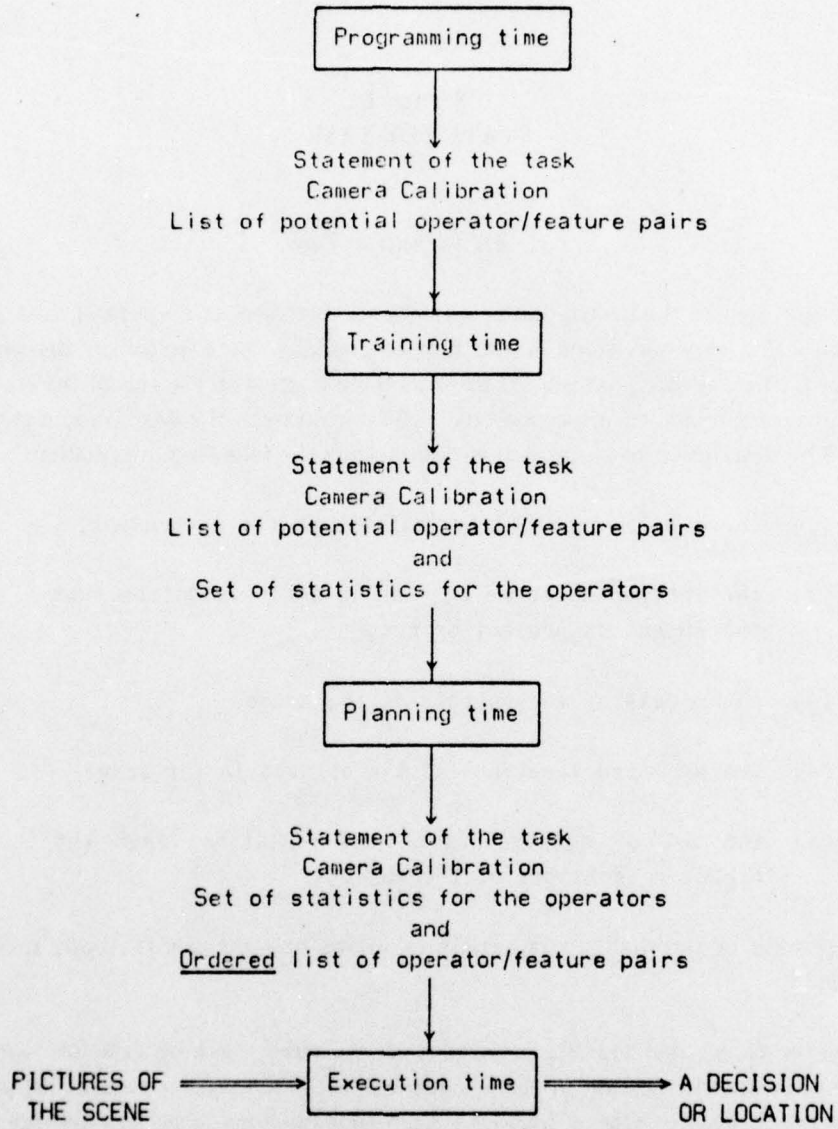 Programming time
Statement of the task
Camera Calibration
List of potential operator/feature pairs
Training time
Statement of the task
Camera Calibration
List of potential operator/feature pairs
and
Set of statistics for the operators
Planning time
Statement of the task
Camera Calibration
Set of statistics for the operators
and
Ordered list of operator/feature pairs
PICTURES OF
THE SCENE
Execution time
A DECISION
OR LOCATION